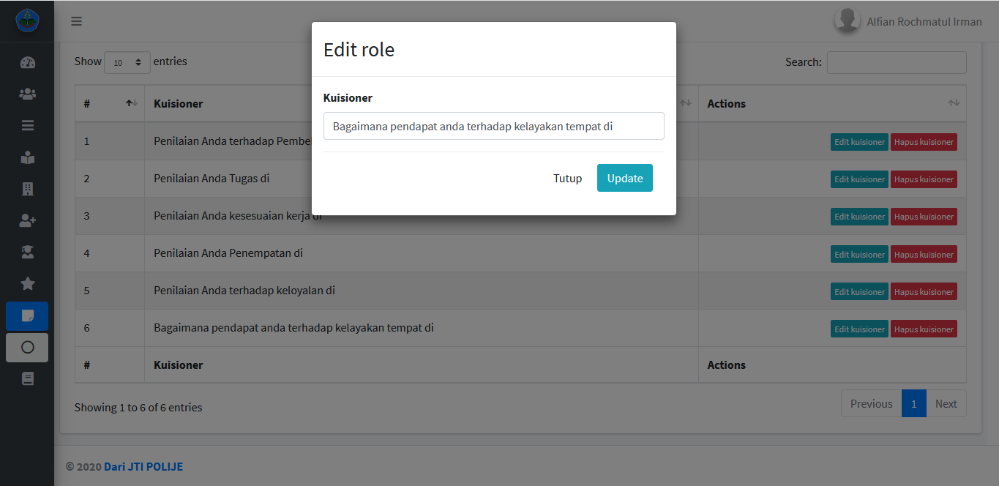 Alfian Rochmatul Irman
Edit role
Show 10 entries
Search:
Kuisioner
# Kuisioner Actions
Bagaimana pendapat anda terhadap kelayakan tempat di
1 Penilaian Anda terhadap Edit kuisioner Hapus kuisioner
Tutup Update
2 Penilaian Anda Tugas di Edit kuisioner Hapus kuisioner
3 Penilaian Anda kesesuaian kerja di Edit kuisioner Hapus kuisioner
4 Penilaian Anda Penempatan di Edit kuisioner Hapus kuisioner
5 Penilaian Anda terhadap keloyalan di Edit kuisioner Hapus kuisioner
6 Bagaimana pendapat anda terhadap kelayakan tempat di Edit kuisioner Hapus kuisioner
# Kuisioner Actions
Showing 1 to 6 of 6 entries
Previous 1 Next
© 2020 Dari JTI POLIJE